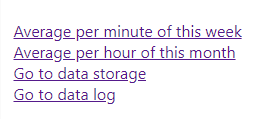 Average per minute of this week
Average per hour of this month
Go to data storage
Go to data log